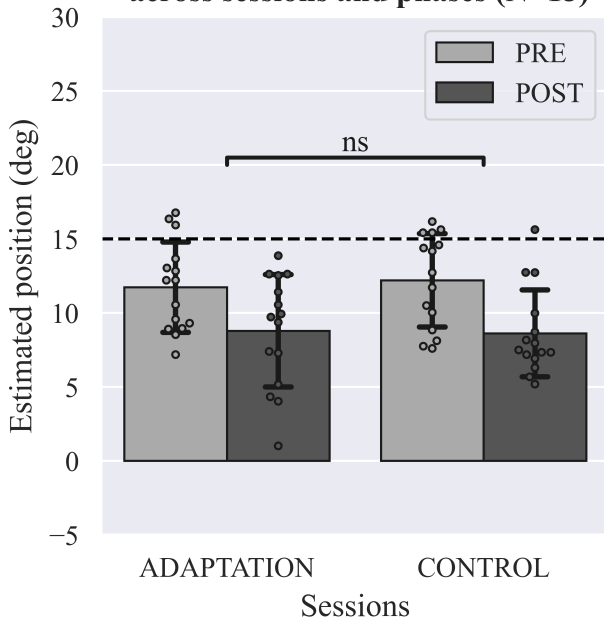 across sessions and phases (N=15)
30
PRE
25
POST
ns
20
15
10
5
0
−5
Estimated position (deg)
ADAPTATION
CONTROL
Sessions